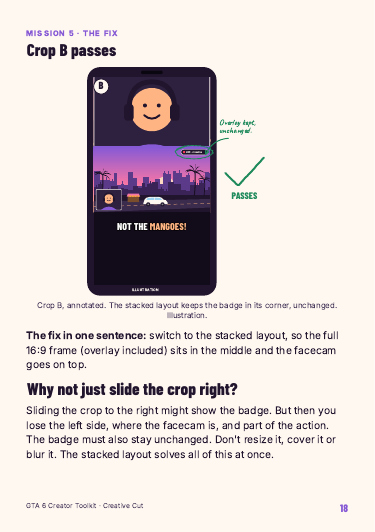 MISSION 5 · THE FIX
Crop B passes
B
Overlay kept,
unchanged.
PASSES
NOT THE MANGOES!
ILLUSTRATION
Crop B, annotated. The stacked layout keeps the badge in its corner, unchanged.
Illustration.
The fix in one sentence: switch to the stacked layout, so the full
16:9 frame (overlay included) sits in the middle and the facecam
goes on top.
Why not just slide the crop right?
Sliding the crop to the right might show the badge. But then you
lose the left side, where the facecam is, and part of the action.
The badge must also stay unchanged. Don't resize it, cover it or
blur it. The stacked layout solves all of this at once.
GTA 6 Creator Toolkit · Creative Cut
18